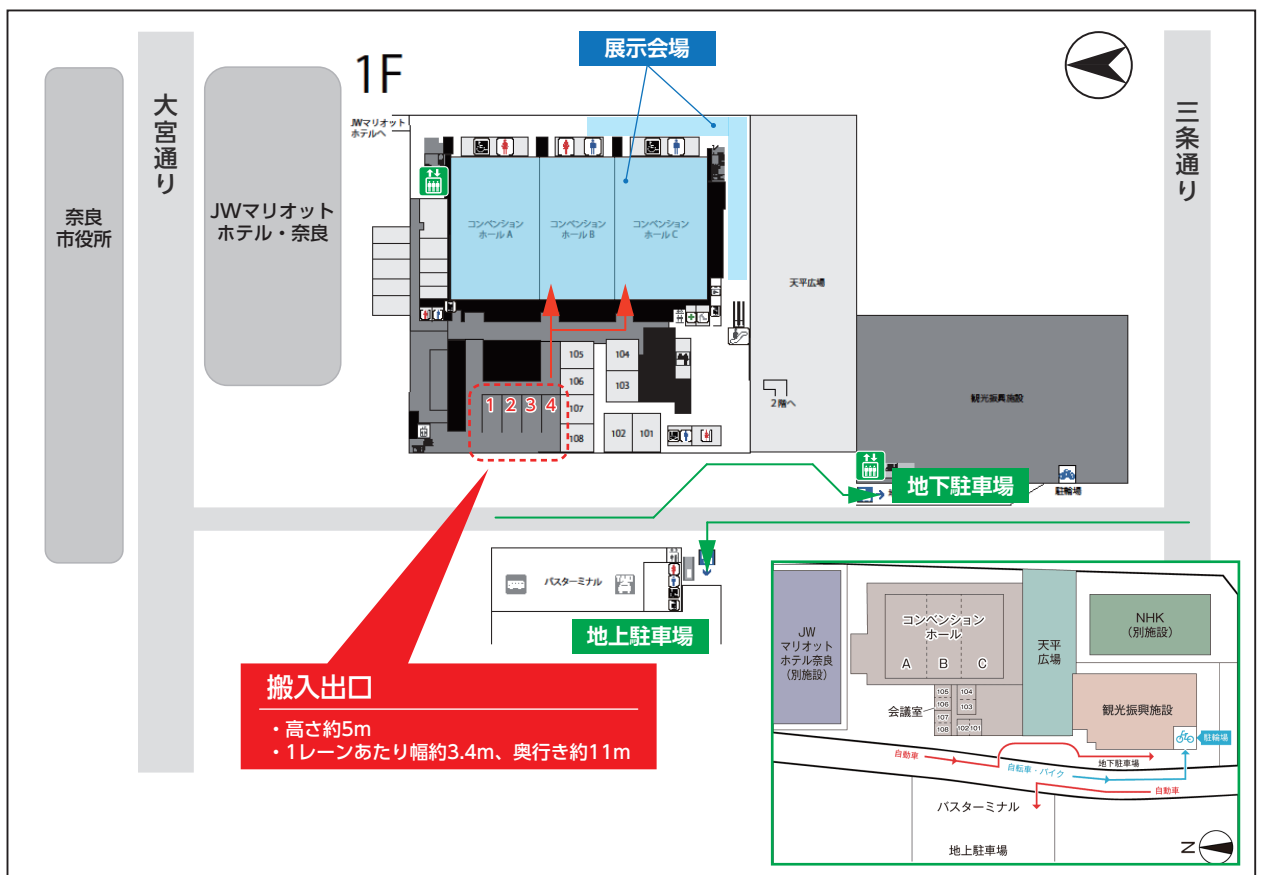 展示会場
1F
大宮通り
三条通り
奈良
市役所
JWマリオット
ホテル・奈良
JWマリオット
ホテルへ
コンベンション
ホール A
コンベンション
ホール B
コンベンション
ホール C
天平広場
2階へ
観光振興施設
105
106
107
108
104
103
102
101
1 2 3 4
地下駐車場
駐輪場
バスターミナル
TAXI
地上駐車場
搬入出口
・高さ約5m
・1レーンあたり幅約3.4m、奥行き約11m
JW
マリオット
ホテル奈良
(別施設)
コンベンション
ホール
A B C
天平
広場
NHK
(別施設)
会議室
105
106
107
108
104
103
102 101
観光振興施設
駐輪場
自動車
地下駐車場
自転車・バイク
自動車
バスターミナル
地上駐車場
N